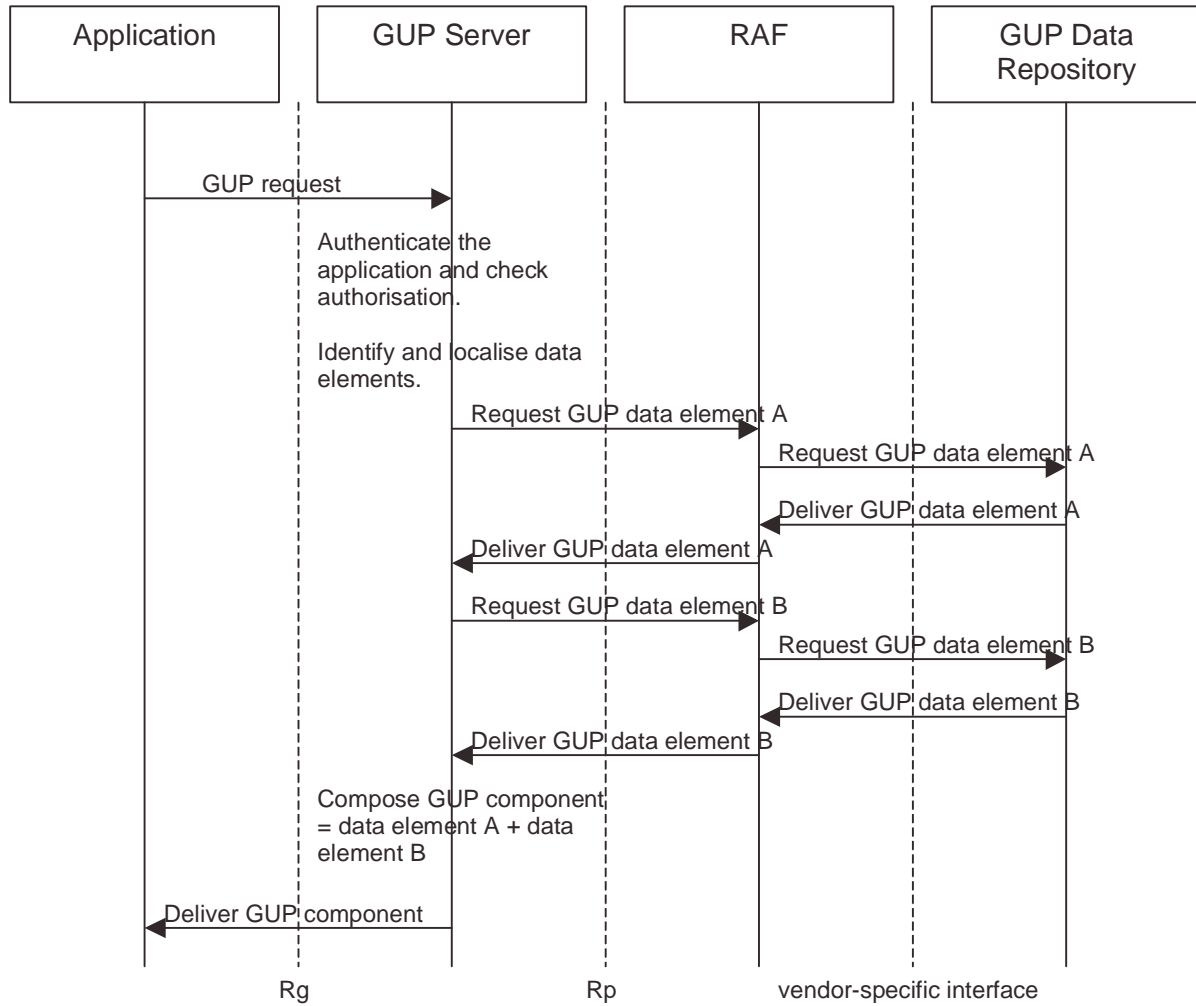 Application
GUP Server
RAF
GUP Data
Repository
GUP request
Authenticate the
application and check
authorisation.
Identify and localise data
elements.
Request GUP data element A
Request GUP data element A
Deliver GUP data element A
Deliver GUP data element A
Request GUP data element B
Request GUP data element B
Deliver GUP data element B
Deliver GUP data element B
Compose GUP component
= data element A + data
element B
Deliver GUP component
Rg
Rp
vendor-specific interface